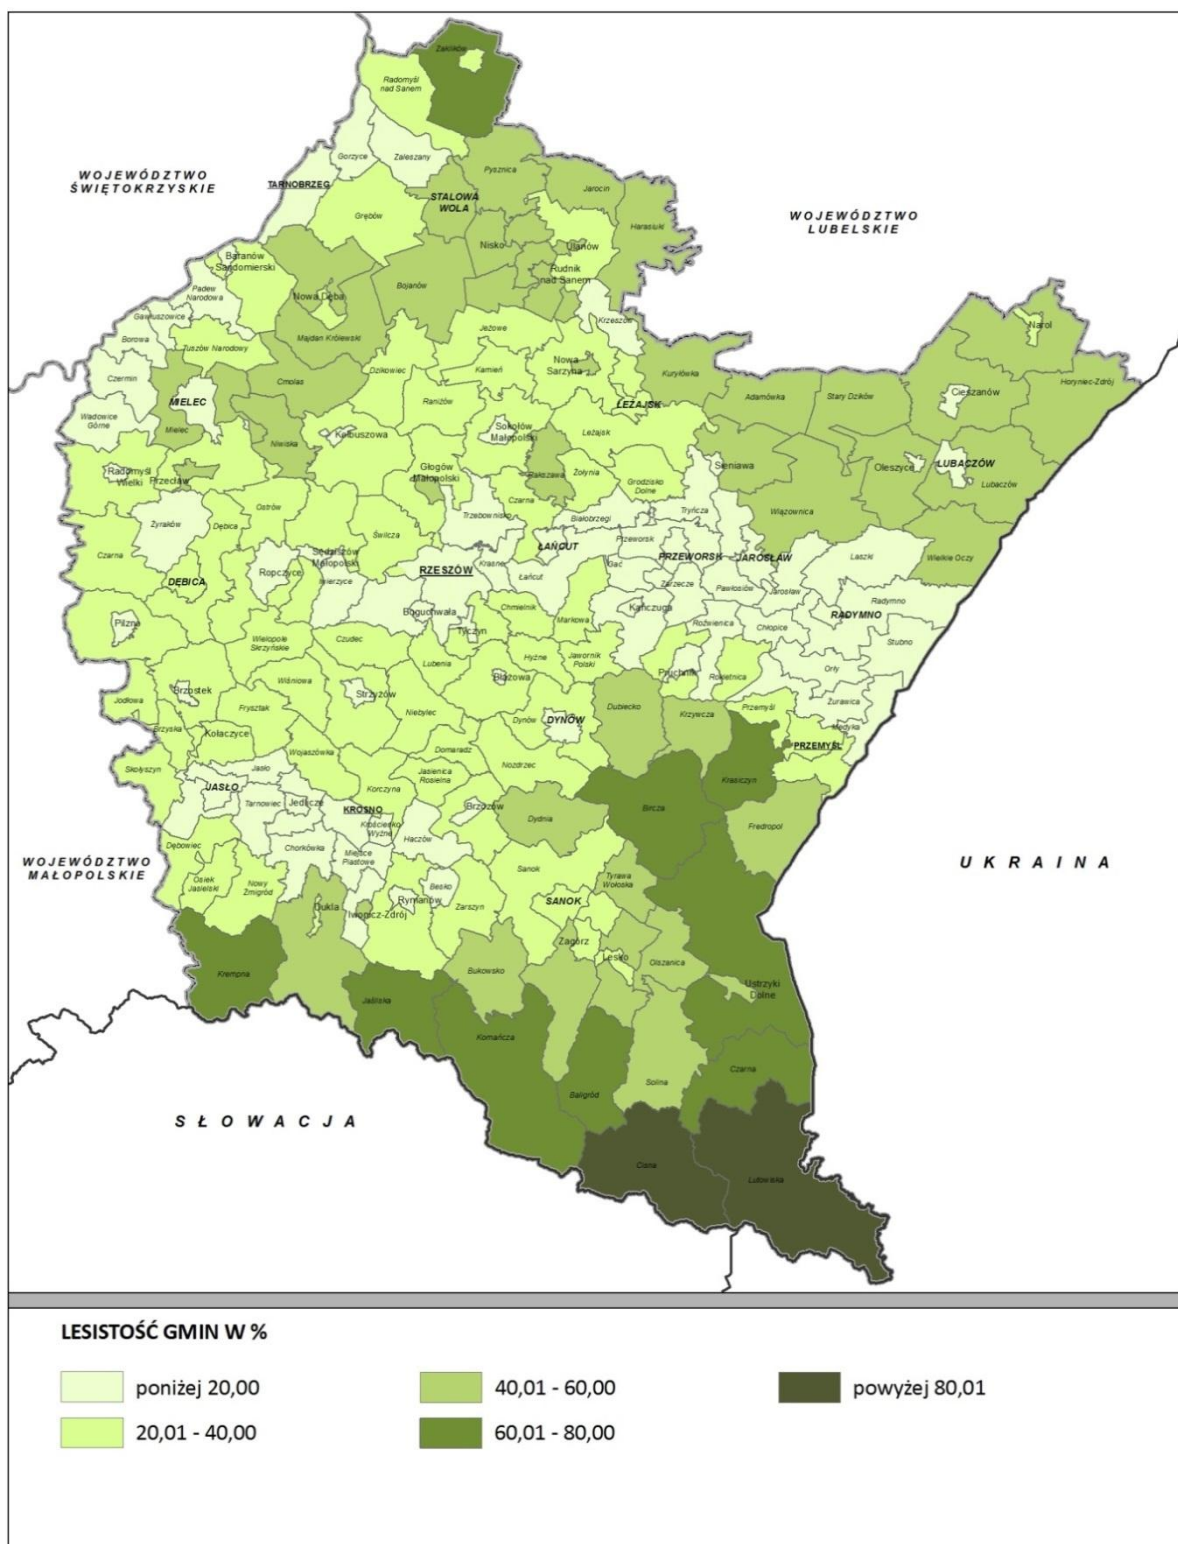 Zaklików
Radomyśl
nad Sanem
WOJEWÓDZTWO
ŚWIĘTOKRZYSKIE
Gorzyce
Zaleszany
TARNOBRZEG
Pysznica
STALOWA
WOLA
Jarocin
WOJEWÓDZTWO
LUBELSKIE
Grębów
Harasiuki
Nisko
Ulanów
Baranów
Sandomierski
Rudnik
nad Sanem
Padew
Narodowa
Nowa Dęba
Bojanów
Gawłuszowice
Krzeszów
Narol
Borowa
Tuszów Narodowy
Majdan Królewski
Jeżowe
Nowa
Sarzyna
Czermin
Cmolas
Dzikowiec
Kamień
Kuryłówka
Horyniec-Zdrój
MIELEC
Raniżów
LEŻAJSK
Adamówka
Stary Dzików
Cieszanów
Wadowice
Górne
Mielec
Niwiska
Kolbuszowa
Sokołów
Małopolski
Leżajsk
Radomyśl
Wielki
Przecław
Głogów
Małopolski
Rakszawa
Żołynia
Sieniawa
Oleszyce
LUBACZÓW
Grodzisko
Dolne
Lubaczów
Żyraków
Dębica
Ostrów
Czarna
Trzebownisko
Białobrzegi
Tryńcza
Wiązownica
Czarna
Świlcza
ŁAŃCUT
Przeworsk
PRZEWORSK
JAROSŁAW
Laszki
Wielkie Oczy
DĘBICA
Ropczyce
Sędziszów
Małopolski
Iwierzyce
RZESZÓW
Krasne
Łańcut
Gać
Zarzecze
Pawłosiów
Jarosław
Radymno
Pilzno
Boguchwała
Tyczyn
Chmielnik
Markowa
Kańczuga
Roźwienica
Chłopice
RADYMNO
Wielopole
Skrzyńskie
Czudec
Lubenia
Hyżne
Jawornik
Polski
Pruchnik
Rokietnica
Orły
Stubno
Jodłowa
Brzostek
Wiśniowa
Strzyżów
Błażowa
Żurawica
Brzyska
Frysztak
Niebylec
Dynów
DYNÓW
Dubiecko
Krzywcza
Przemyśl
Medyka
Kołaczyce
Wojaszówka
Domaradz
PRZEMYŚL
Skołyszyn
Jasło
Jasienica
Rosielna
Nozdrzec
Krasiczyn
JASŁO
Tarnowiec
Jedlicze
KROSNO
Korczyna
Brzozów
Bircza
Krościenko
Wyżne
Dydnia
Fredropol
Dębowiec
Chorkówka
Miejsce
Piastowe
Haczów
WOJEWÓDZTWO
MAŁOPOLSKIE
UKRAINA
Osiek
Jasielski
Nowy
Żmigród
Besko
Sanok
Tyrawa
Wołoska
Dukla
Iwonicz-Zdrój
Rymanów
Zarszyn
SANOK
Krempna
Zagórz
Lesko
Olszanica
Bukowsko
Ustrzyki
Dolne
Jaśliska
Komańcza
Baligród
Solina
Czarna
SŁOWACJA
Cisna
Lutowiska
LESISTOŚĆ GMIN W %
poniżej 20,00
40,01 - 60,00
powyżej 80,01
20,01 - 40,00
60,01 - 80,00